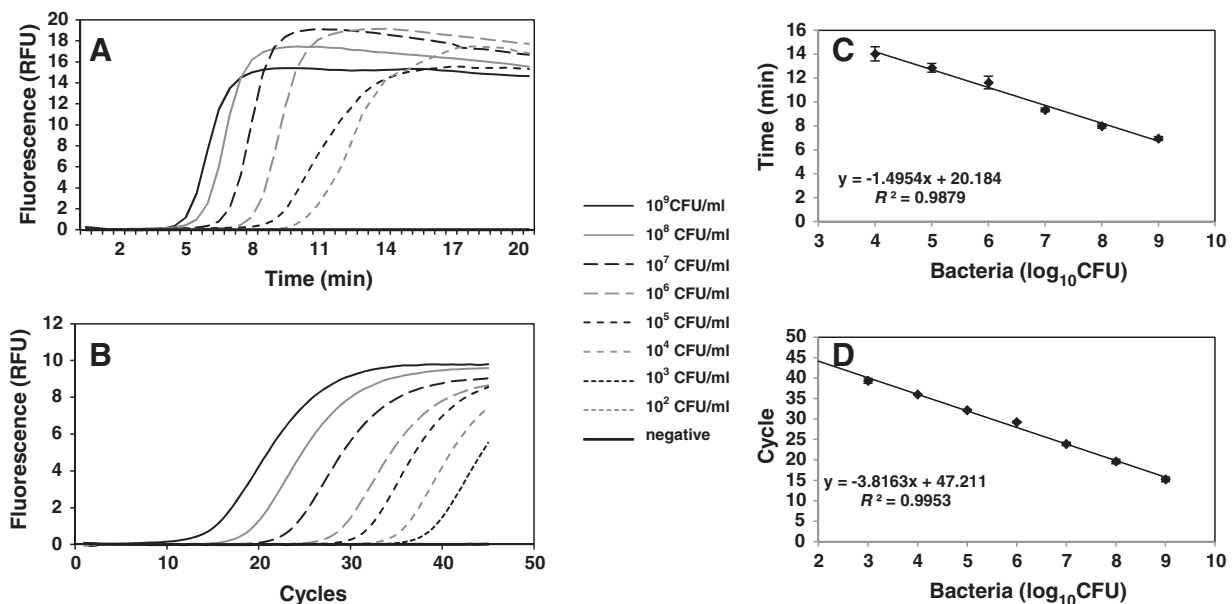 A
Fluorescence (RFU)
20
18
16
14
12
10
8
6
4
2
0
2 5 8 11 14 17 20
Time (min)
B
Fluorescence (RFU)
12
10
8
6
4
2
0
0 10 20 30 40 50
Cycles
10⁹CFU/ml
10⁸ CFU/ml
10⁷ CFU/ml
10⁶ CFU/ml
10⁵ CFU/ml
10⁴ CFU/ml
10³ CFU/ml
10² CFU/ml
negative
C
Time (min)
16
14
12
10
8
6
4
2
0
y = -1.4954x + 20.184
R² = 0.9879
3 4 5 6 7 8 9 10
Bacteria (log₁₀CFU)
D
Cycle
50
45
40
35
30
25
20
15
10
5
0
y = -3.8163x + 47.211
R² = 0.9953
2 3 4 5 6 7 8 9 10
Bacteria (log₁₀CFU)